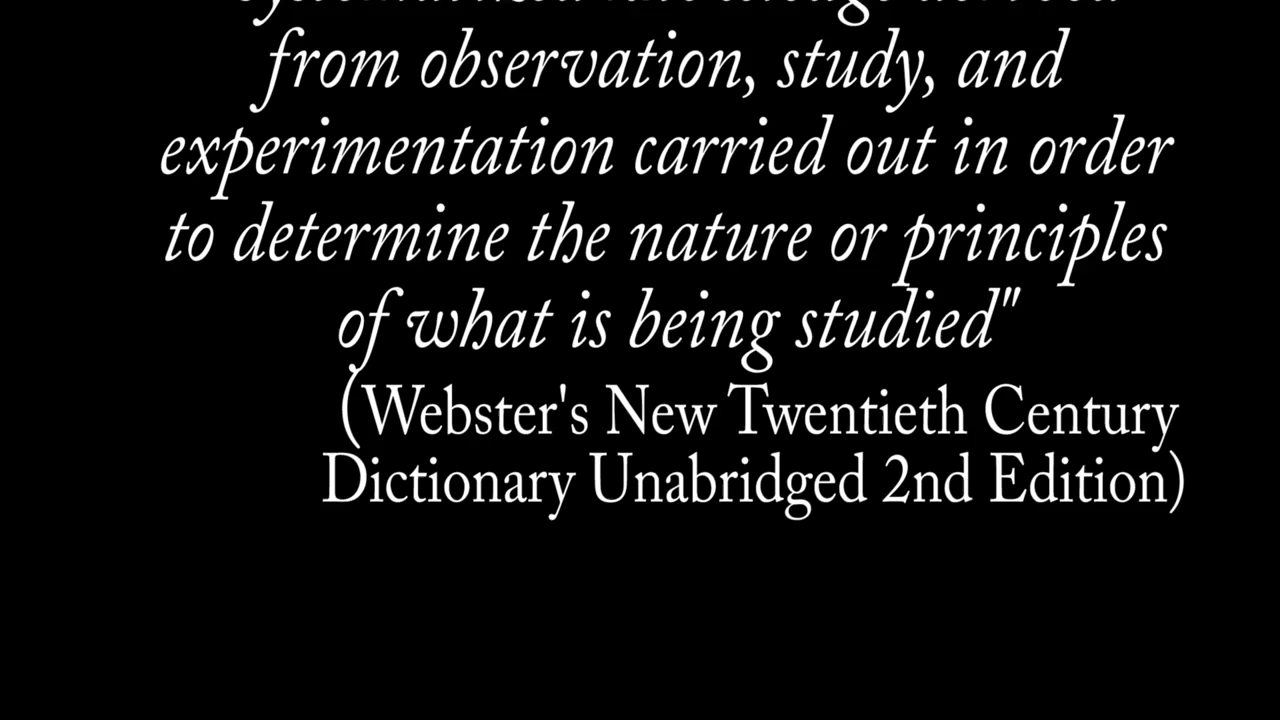 from observation, study, and
experimentation carried out in order
to determine the nature or principles
of what is being studied"
(Webster's New Twentieth Century
Dictionary Unabridged 2nd Edition)